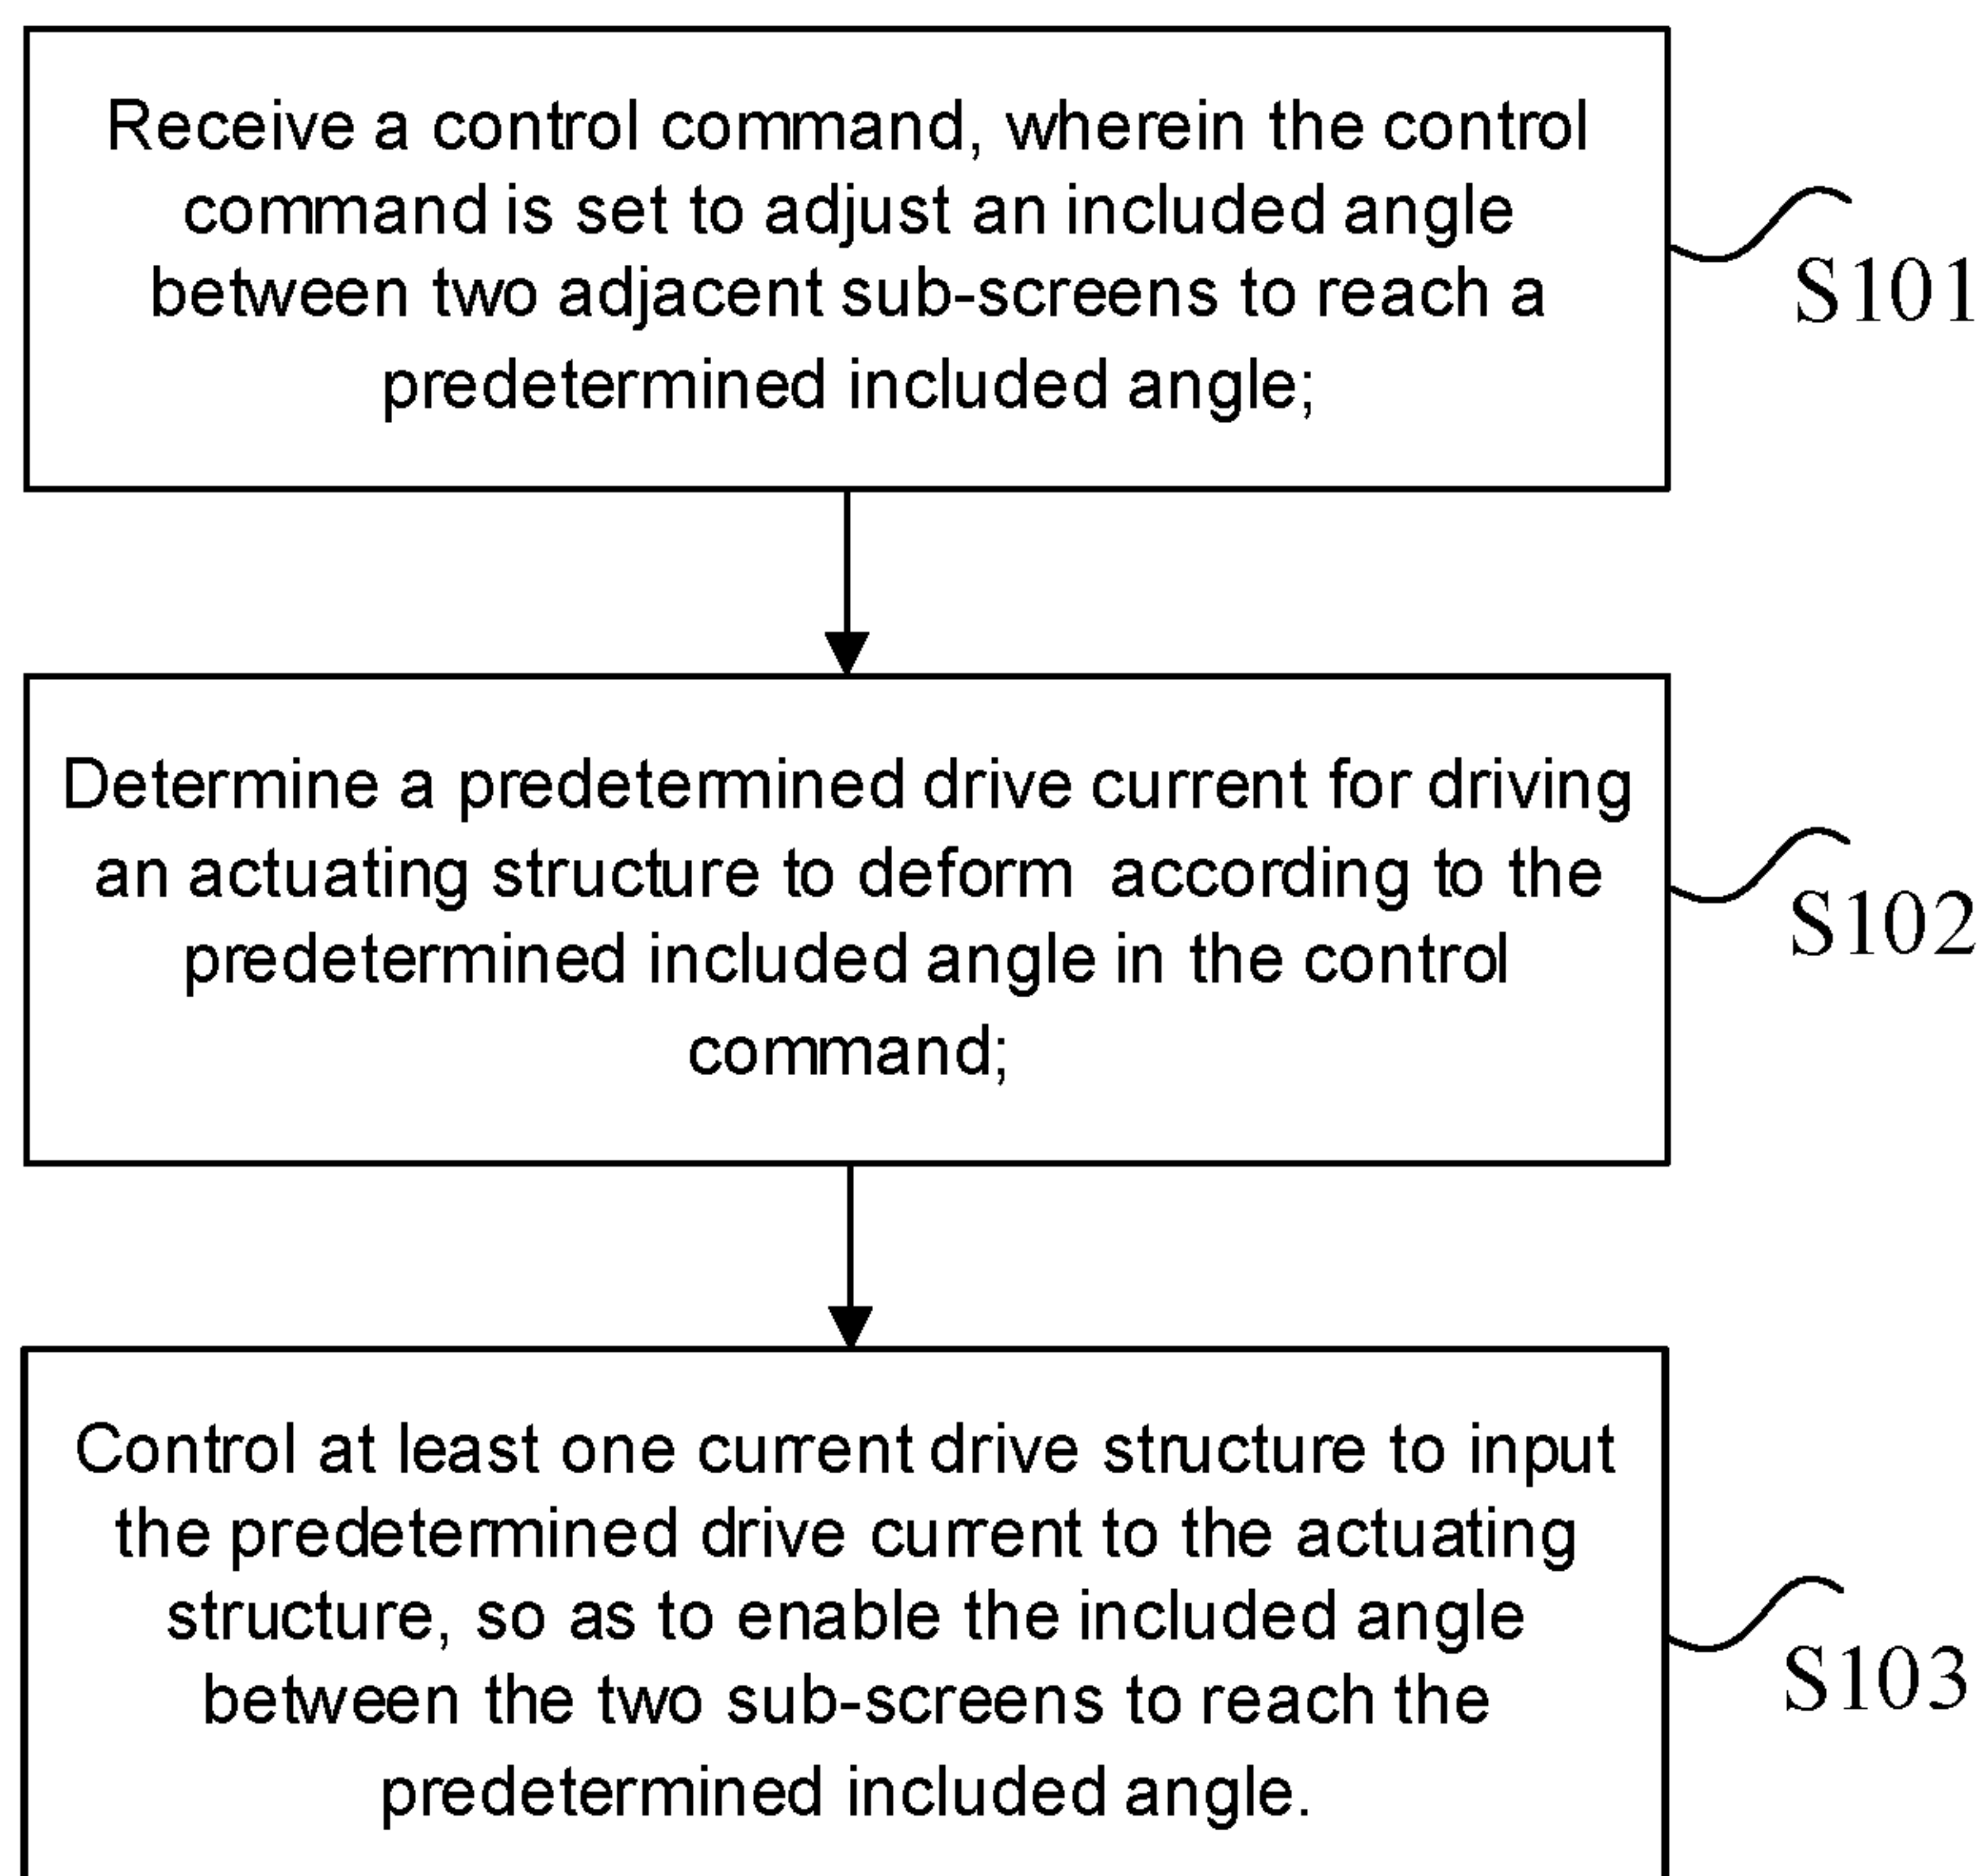 Receive a control command, wherein the control
command is set to adjust an included angle
between two adjacent sub-screens to reach a
predetermined included angle;
S101
Determine a predetermined drive current for driving
an actuating structure to deform according to the
predetermined included angle in the control
command;
S102
Control at least one current drive structure to input
the predetermined drive current to the actuating
structure, so as to enable the included angle
between the two sub-screens to reach the
predetermined included angle.
S103